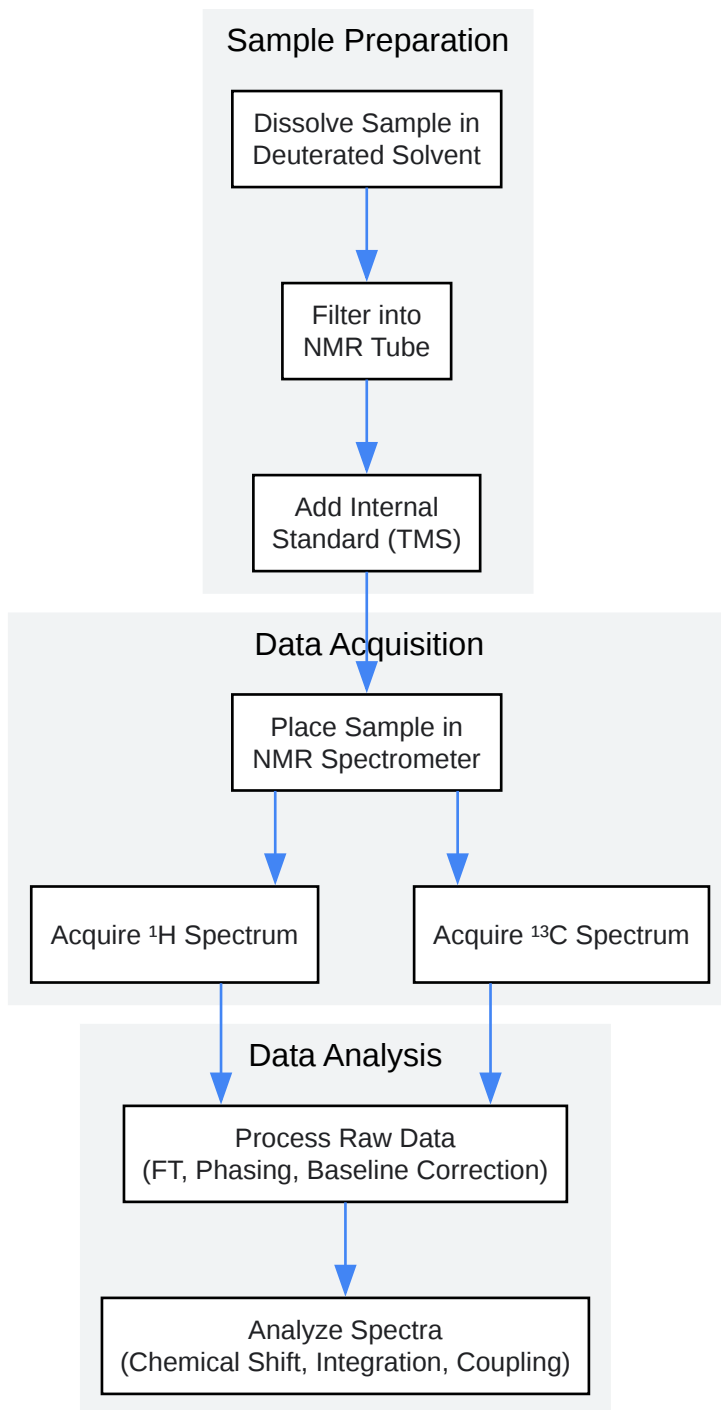 Sample Preparation
Dissolve Sample in
Deuterated Solvent
Filter into
NMR Tube
Add Internal
Standard (TMS)
Data Acquisition
Place Sample in
NMR Spectrometer
Acquire ¹H Spectrum
Acquire ¹³C Spectrum
Data Analysis
Process Raw Data
(FT, Phasing, Baseline Correction)
Analyze Spectra
(Chemical Shift, Integration, Coupling)